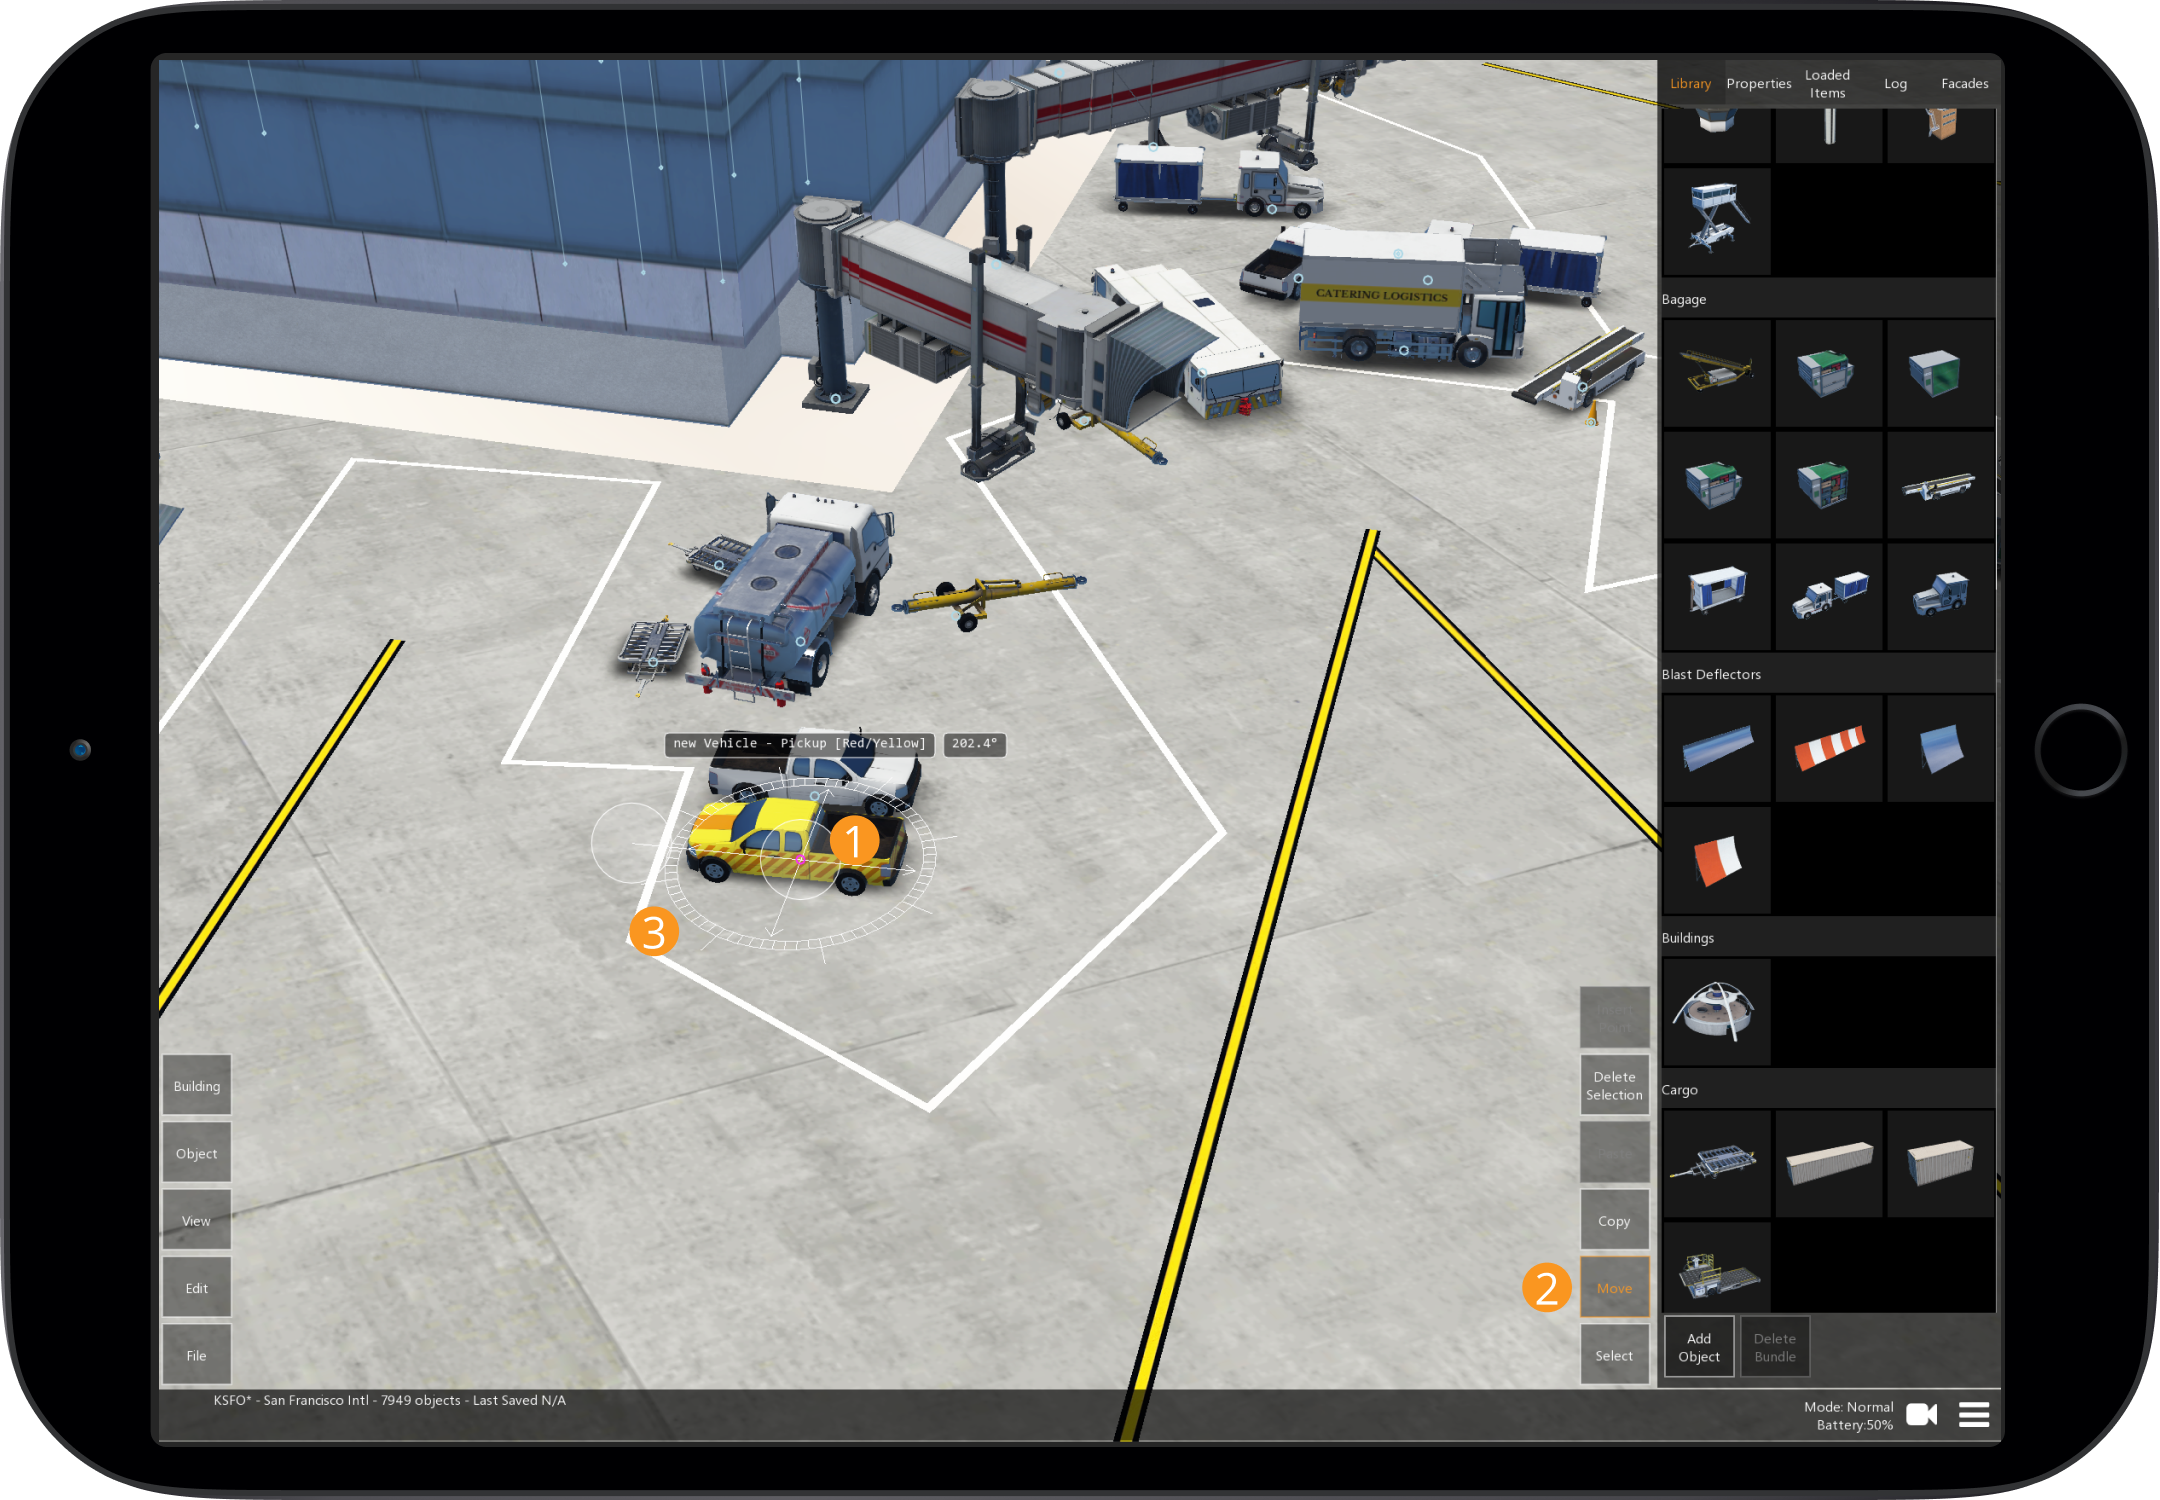 Library
Properties
Loaded
Items
Log
Facades
CATERING LOGISTICS
Bagage
Blast Deflectors
new Vehicle - Pickup [Red/Yellow]
202.4°
1
3
Buildings
Cargo
Building
Object
View
Edit
File
Delete
Selection
Copy
2
Move
Select
Add
Object
Delete
Bundle
KSFO* - San Francisco Intl - 7949 objects - Last Saved N/A
Mode: Normal
Battery:50%